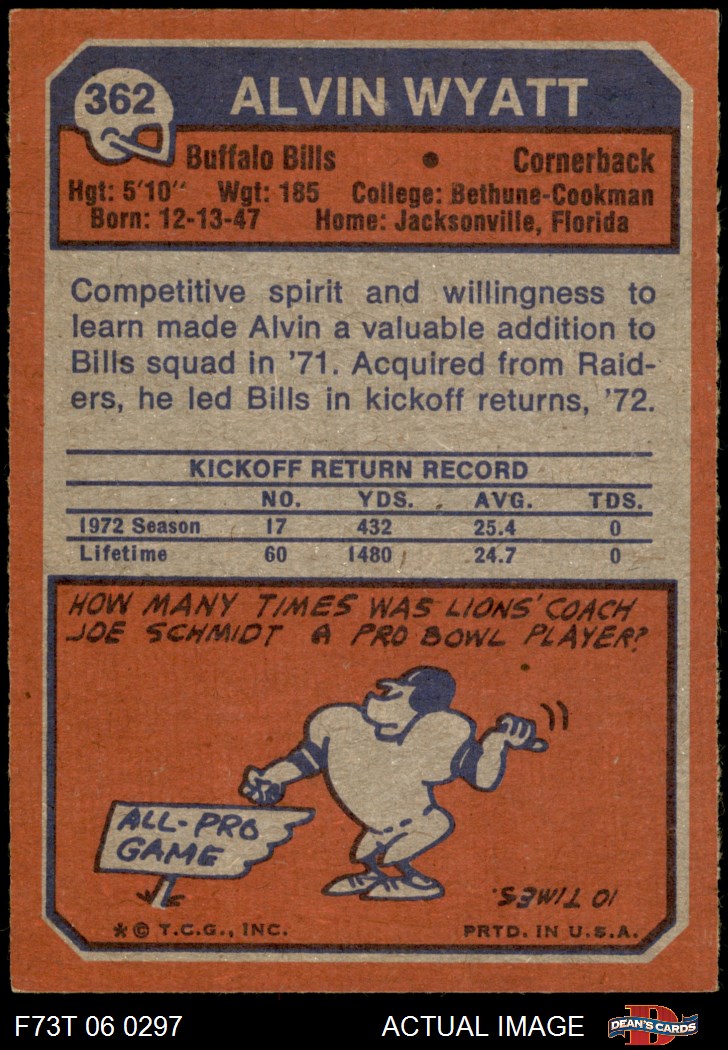 362
ALVIN WYATT
Buffalo Bills • Cornerback
Hgt: 5'10" Wgt: 185 College: Bethune-Cookman
Born: 12-13-47 Home: Jacksonville, Florida
Competitive spirit and willingness to
learn made Alvin a valuable addition to
Bills squad in '71. Acquired from Raid-
ers, he led Bills in kickoff returns, '72.
KICKOFF RETURN RECORD
NO. YDS. AVG. TDS.
1972 Season 17 432 25.4 0
Lifetime 60 1480 24.7 0
HOW MANY TIMES WAS LIONS' COACH
JOE SCHMIDT A PRO BOWL PLAYER?
ALL-PRO
GAME
10 TIMES.
*© T.C.G., INC. PRTD. IN U.S.A.
F73T 06 0297 ACTUAL IMAGE D DEAN'S CARDS